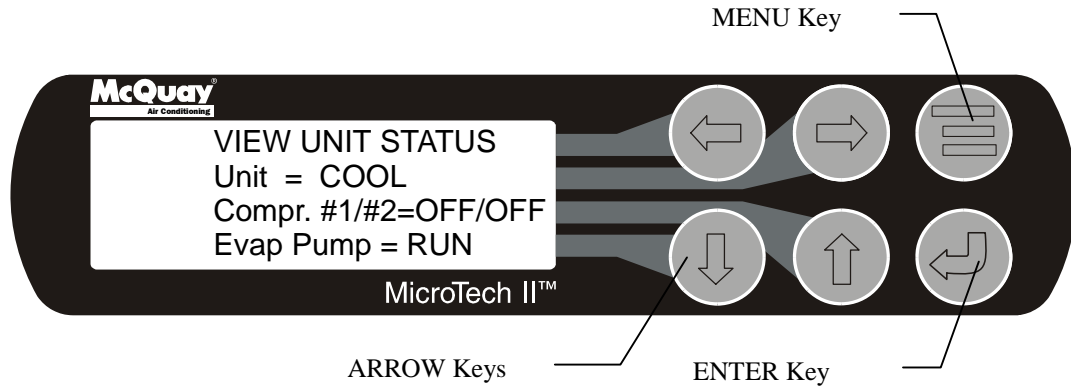 MENU Key
McQuay®
Air Conditioning
VIEW UNIT STATUS
Unit = COOL
Compr. #1/#2=OFF/OFF
Evap Pump = RUN
MicroTech II™
ARROW Keys
ENTER Key